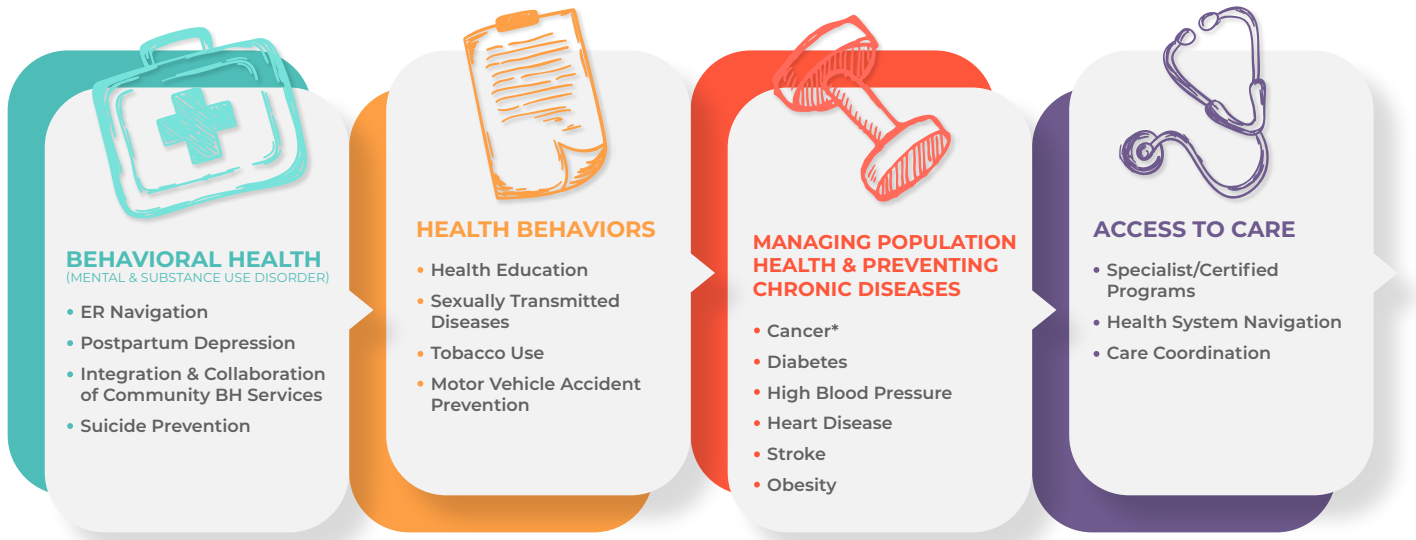 BEHAVIORAL HEALTH
(MENTAL & SUBSTANCE USE DISORDER)
• ER Navigation
• Postpartum Depression
• Integration & Collaboration
of Community BH Services
• Suicide Prevention
HEALTH BEHAVIORS
• Health Education
• Sexually Transmitted
Diseases
• Tobacco Use
• Motor Vehicle Accident
Prevention
MANAGING POPULATION
HEALTH & PREVENTING
CHRONIC DISEASES
• Cancer*
• Diabetes
• High Blood Pressure
• Heart Disease
• Stroke
• Obesity
ACCESS TO CARE
• Specialist/Certified
Programs
• Health System Navigation
• Care Coordination